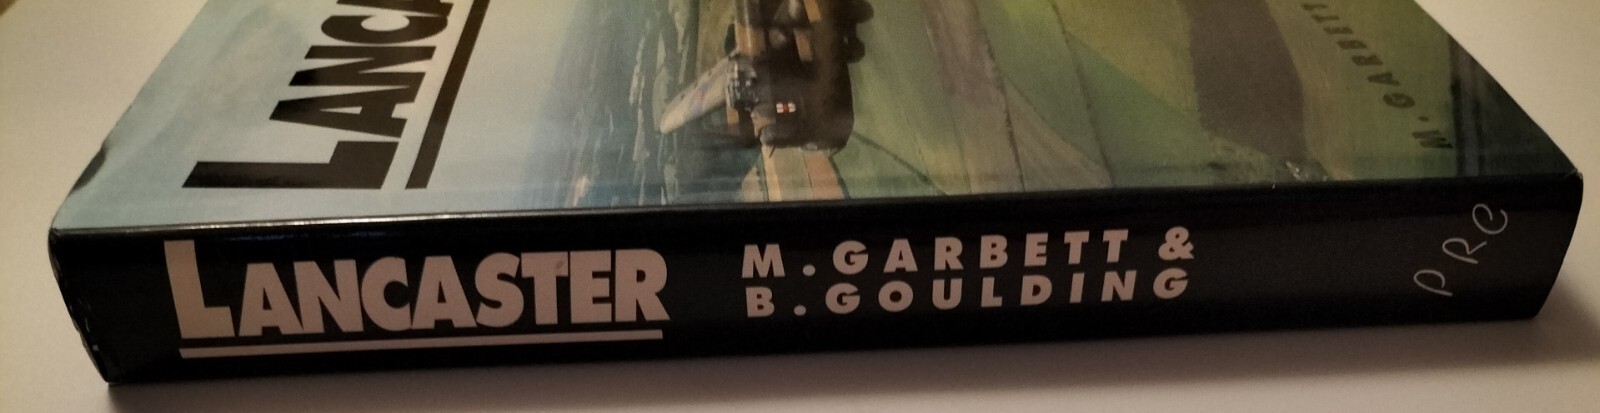 LANCA
M. GARBETT
LANCASTER
M. GARBETT &
B. GOULDING
PRC